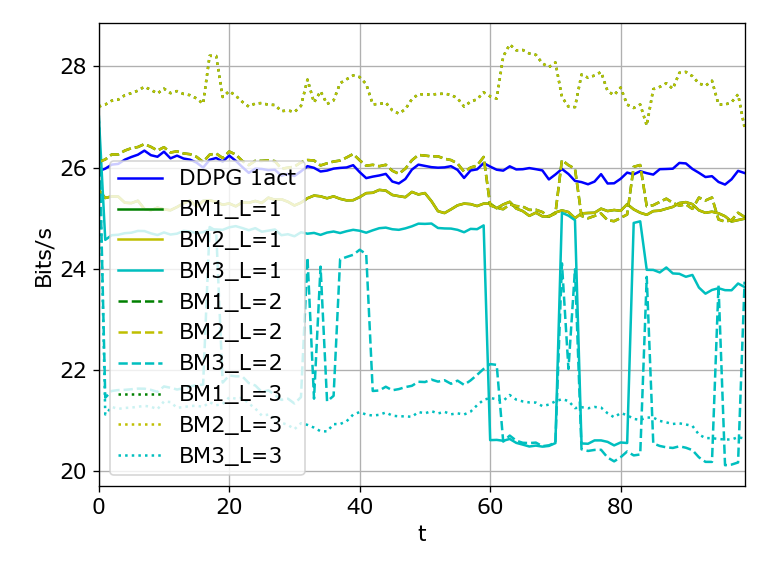 28
26
24
22
20
Bits/s
DDPG 1act
BM1_L=1
BM2_L=1
BM3_L=1
BM1_L=2
BM2_L=2
BM3_L=2
BM1_L=3
BM2_L=3
BM3_L=3
0 20 40 60 80
t